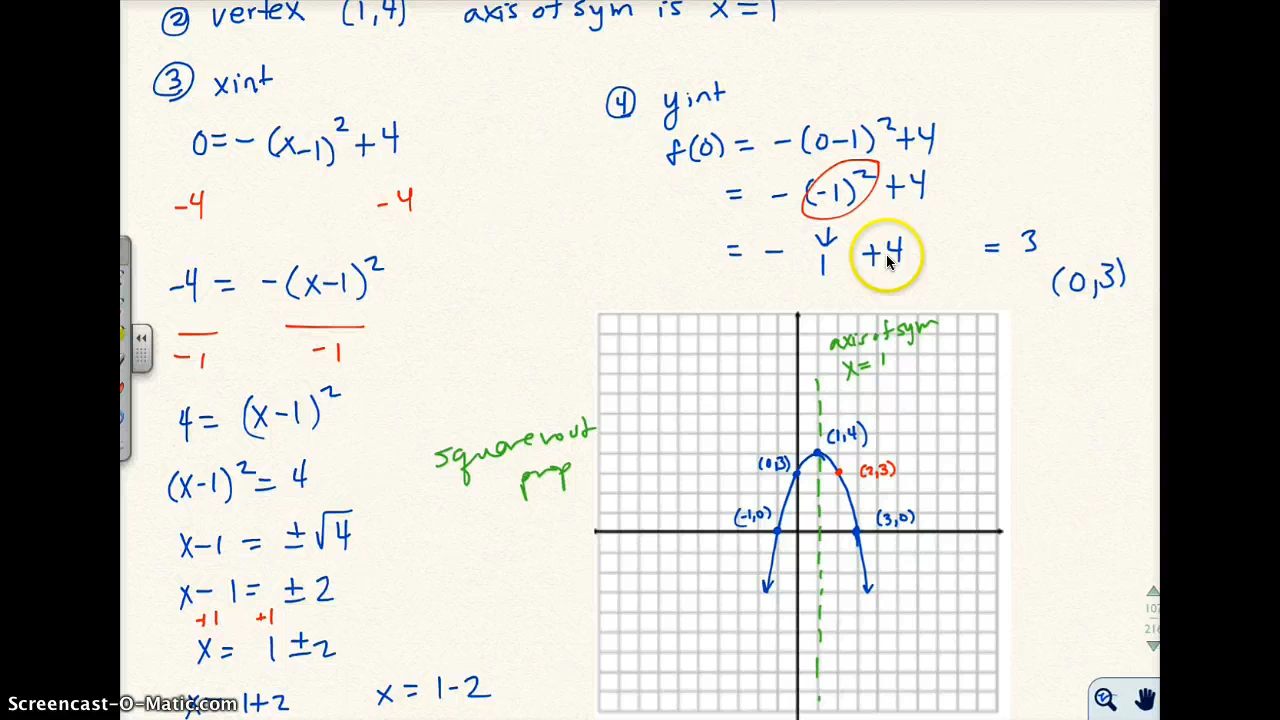 ② vertex (1,4) axis of sym is x = 1
③ xint
0 = - (x-1)² + 4
-4 -4
-4 = -(x-1)²
-1 -1
4 = (x-1)²
(x-1)² = 4
x-1 = ±√4
x-1 = ±2
+1 +1
x = 1 ±2
x = 1+2 x = 1-2
square root
prop
④ yint
f(0) = -(0-1)² + 4
= - (-1)² + 4
= - 1 + 4 = 3
(0,3)
axis of sym
x = 1
(1,4)
(0,3) (2,3)
(-1,0) (3,0)
107
216
Screencast-O-Matic.com